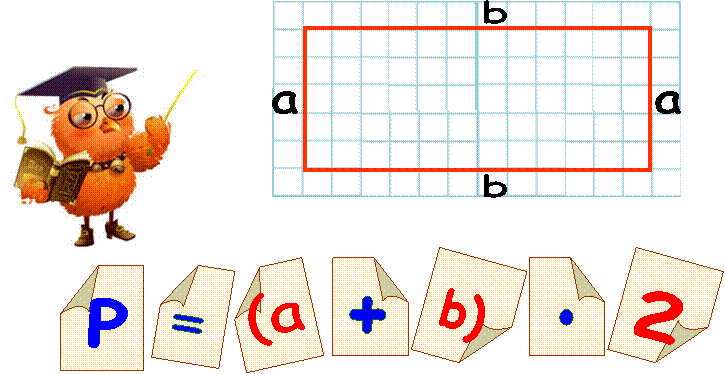 b
a a
b
P = (a + b) • 2